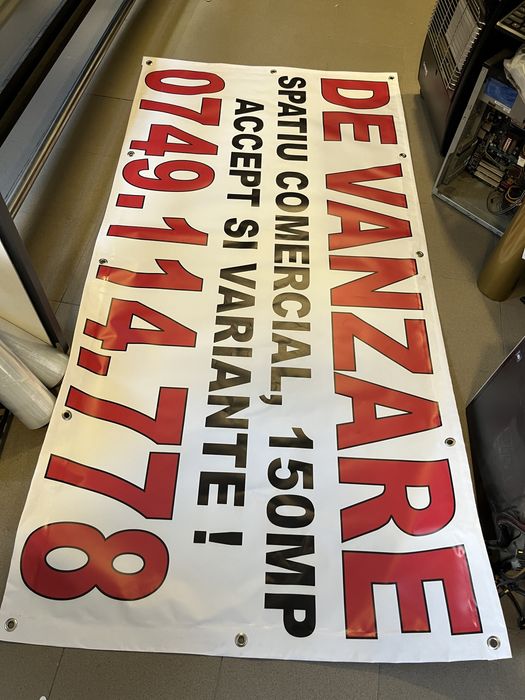 DE VANZARE
SPATIU COMERCIAL, 150MP
ACCEPT SI VARIANTE !
0749.114.778